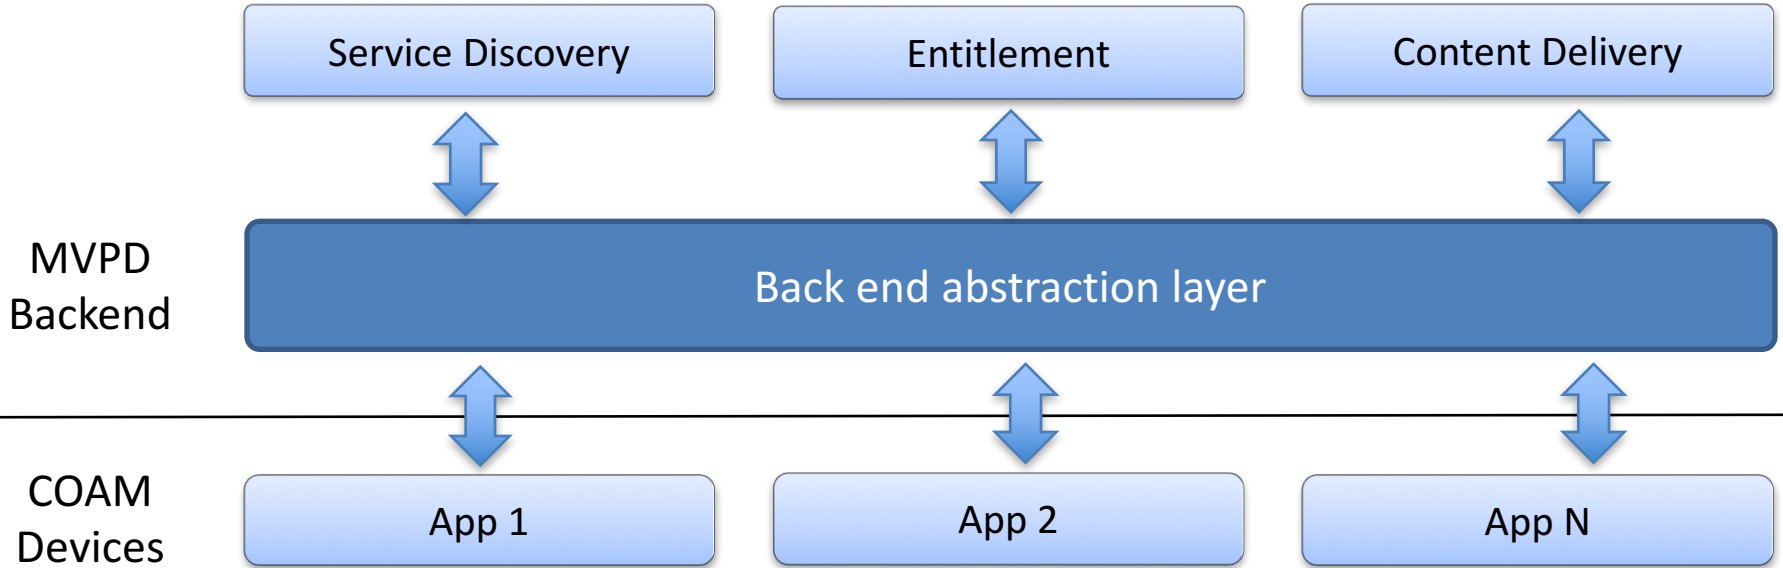 Service Discovery
Entitlement
Content Delivery
MVPD
Backend
Back end abstraction layer
COAM
Devices
App 1
App 2
App N